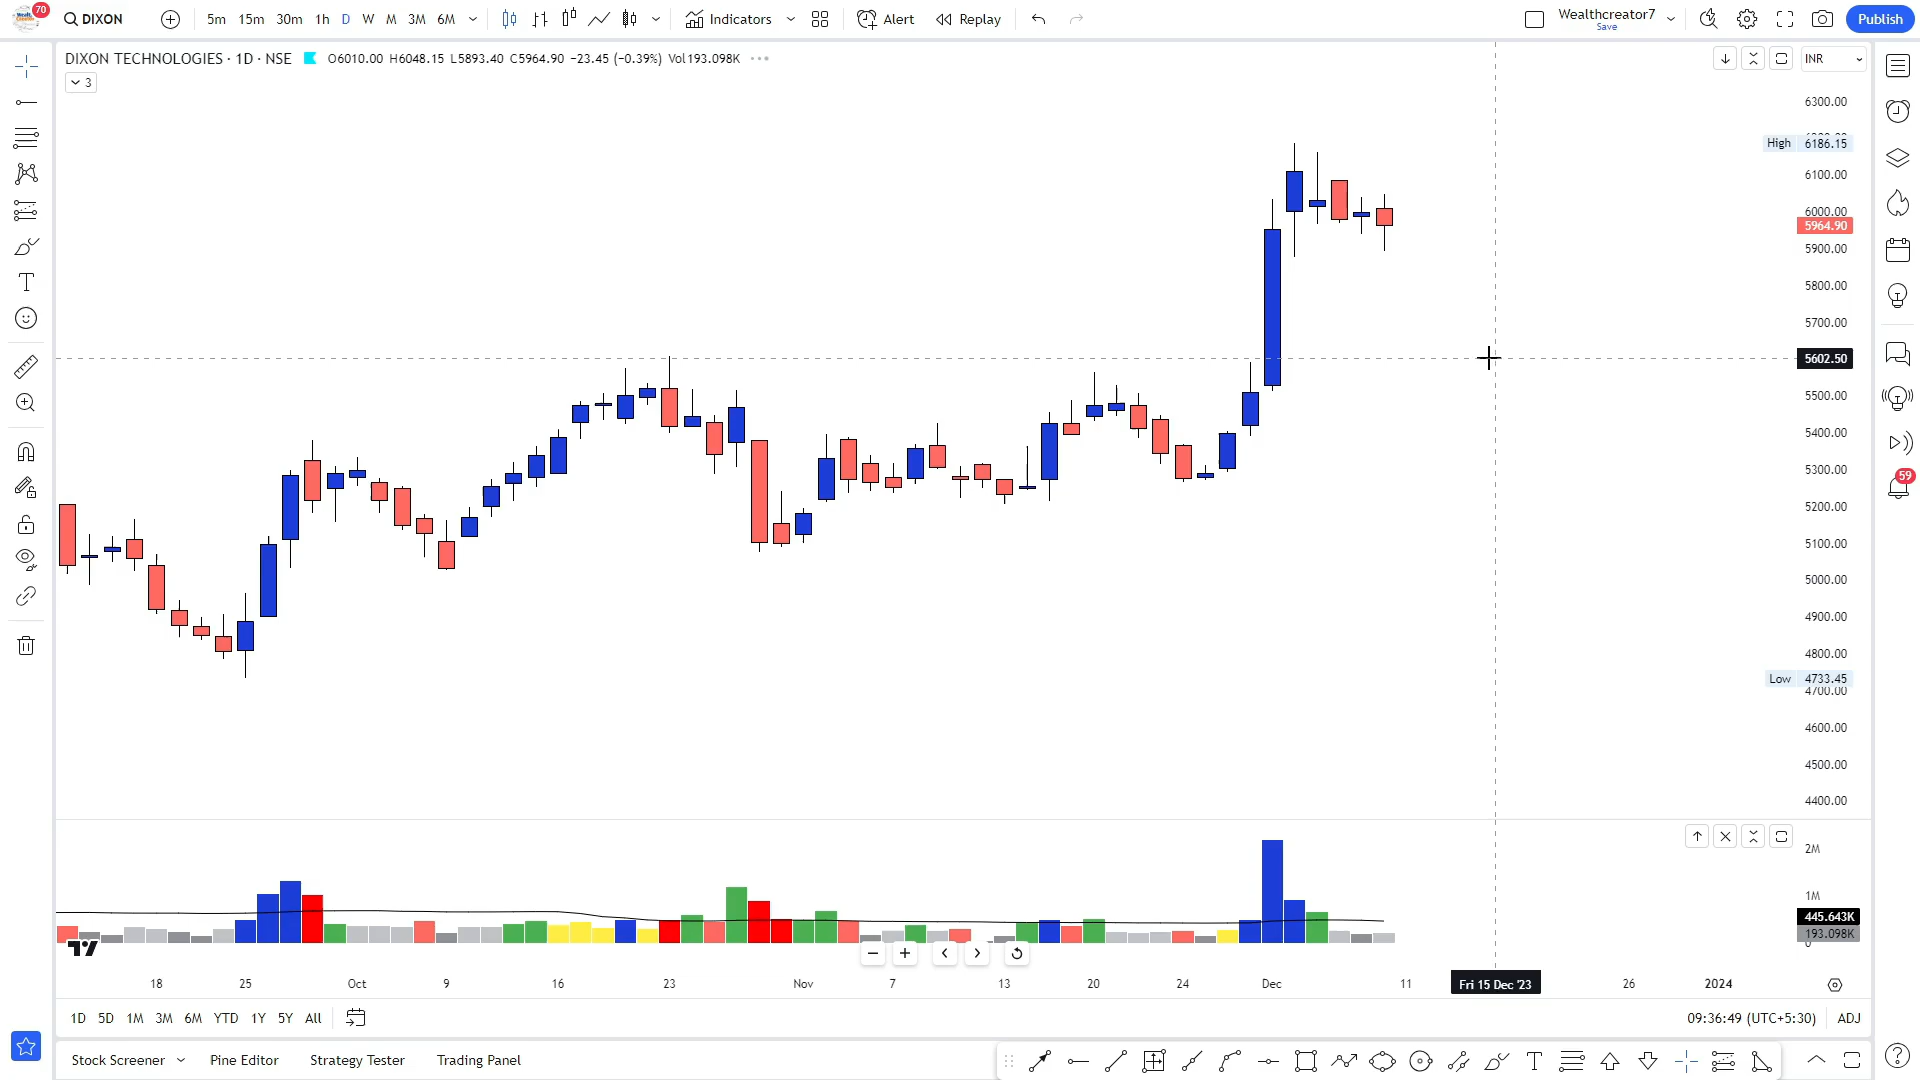 70
DIXON
5m 15m 30m 1h D W M 3M 6M
Indicators
Alert
Replay
Wealthcreator7
Save
Publish
DIXON TECHNOLOGIES · 1D · NSE O6010.00 H6048.15 L5893.40 C5964.90 −23.45 (−0.39%) Vol193.098K
3
INR
6300.00
High 6186.15
6100.00
6000.00
5964.90
5900.00
5800.00
5700.00
5602.50
5500.00
5400.00
5300.00
5200.00
5100.00
5000.00
4900.00
4800.00
Low 4733.45
4700.00
4600.00
4500.00
4400.00
59
2M
1M
445.643K
193.098K
0
18 25 Oct 9 16 23 Nov 7 13 20 24 Dec 11 Fri 15 Dec '23 26 2024
1D 5D 1M 3M 6M YTD 1Y 5Y All
09:36:49 (UTC+5:30) ADJ
Stock Screener Pine Editor Strategy Tester Trading Panel